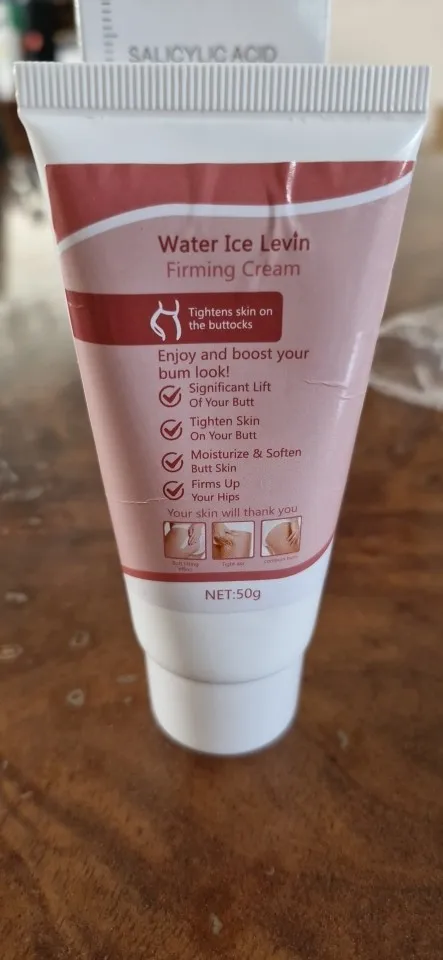 SALICYLIC ACID
Water Ice Levin
Firming Cream
Tightens skin on
the buttocks
Enjoy and boost your
bum look!
Significant Lift
Of Your Butt
Tighten Skin
On Your Butt
Moisturize & Soften
Butt Skin
Firms Up
Your Hips
Your skin will thank you
NET:50g